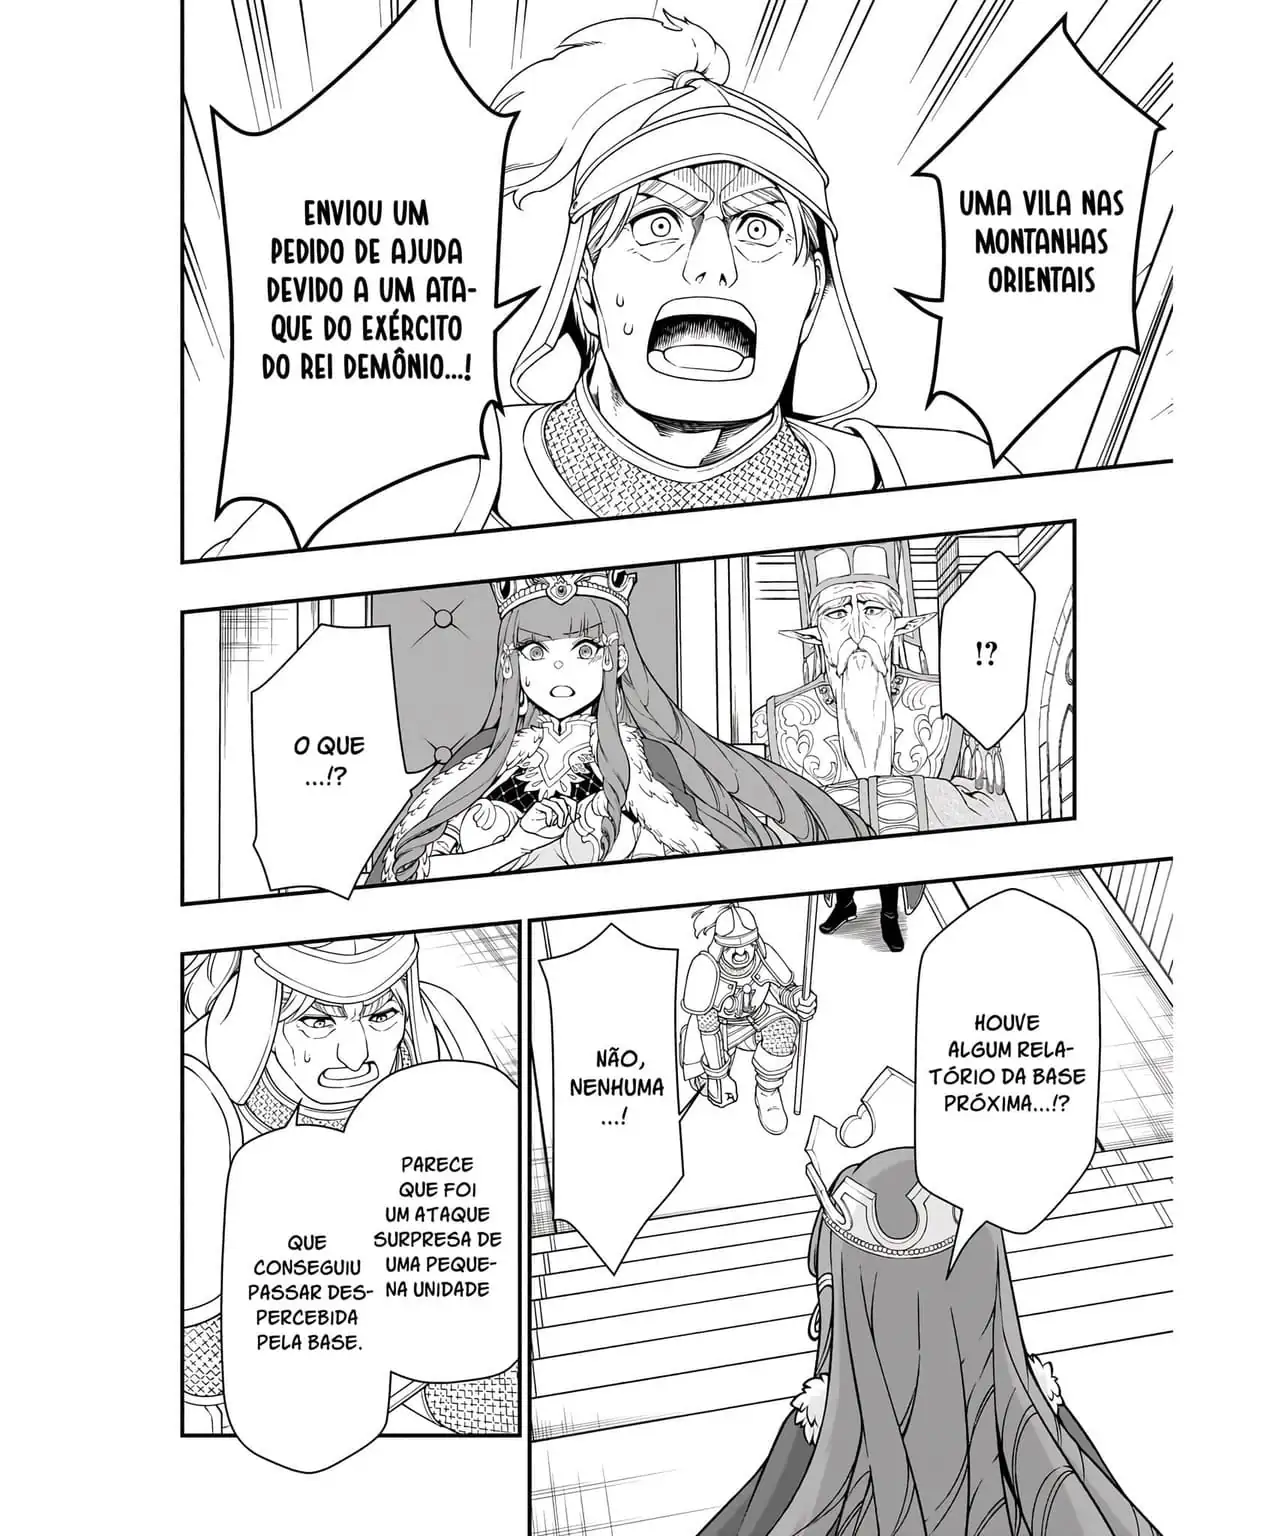 UMA VILA NAS
MONTANHAS
ORIENTAIS
ENVIOU UM
PEDIDO DE AJUDA
DEVIDO A UM ATA-
QUE DO EXÉRCITO
DO REI DEMÔNIO...!
!?
O QUE
...!?
HOUVE
ALGUM RELA-
TÓRIO DA BASE
PRÓXIMA...!?
NÃO,
NENHUMA
...!
PARECE
QUE FOI
UM ATAQUE
SURPRESA DE
UMA PEQUE-
NA UNIDADE
QUE
CONSEGUIU
PASSAR DES-
PERCEBIDA
PELA BASE.